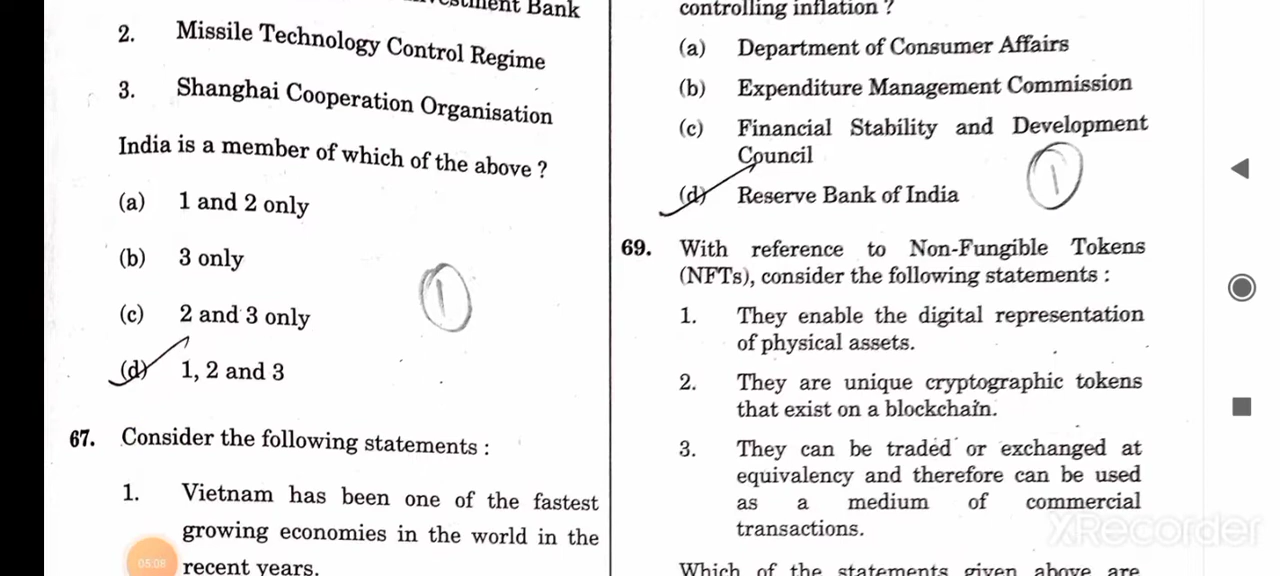 Bank
2. Missile Technology Control Regime
3. Shanghai Cooperation Organisation
India is a member of which of the above ?
(a) 1 and 2 only
(b) 3 only
(c) 2 and 3 only
(d) 1, 2 and 3
1
67. Consider the following statements :
1. Vietnam has been one of the fastest
growing economies in the world in the
recent years.
05:08
controlling inflation ?
(a) Department of Consumer Affairs
(b) Expenditure Management Commission
(c) Financial Stability and Development
Council
(d) Reserve Bank of India
1
69. With reference to Non-Fungible Tokens
(NFTs), consider the following statements :
1. They enable the digital representation
of physical assets.
2. They are unique cryptographic tokens
that exist on a blockchain.
3. They can be traded or exchanged at
equivalency and therefore can be used
as a medium of commercial
transactions.
Which of the statements given above are
XRecorder